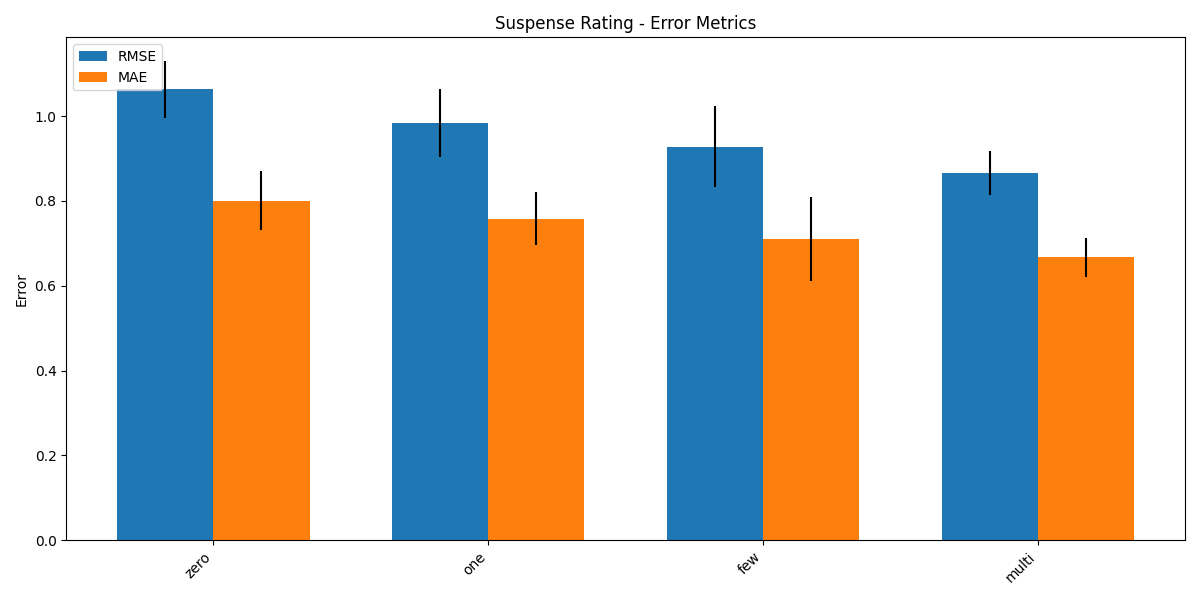 Suspense Rating - Error Metrics
RMSE
MAE
Error
1.0
0.8
0.6
0.4
0.2
0.0
zero
one
few
multi